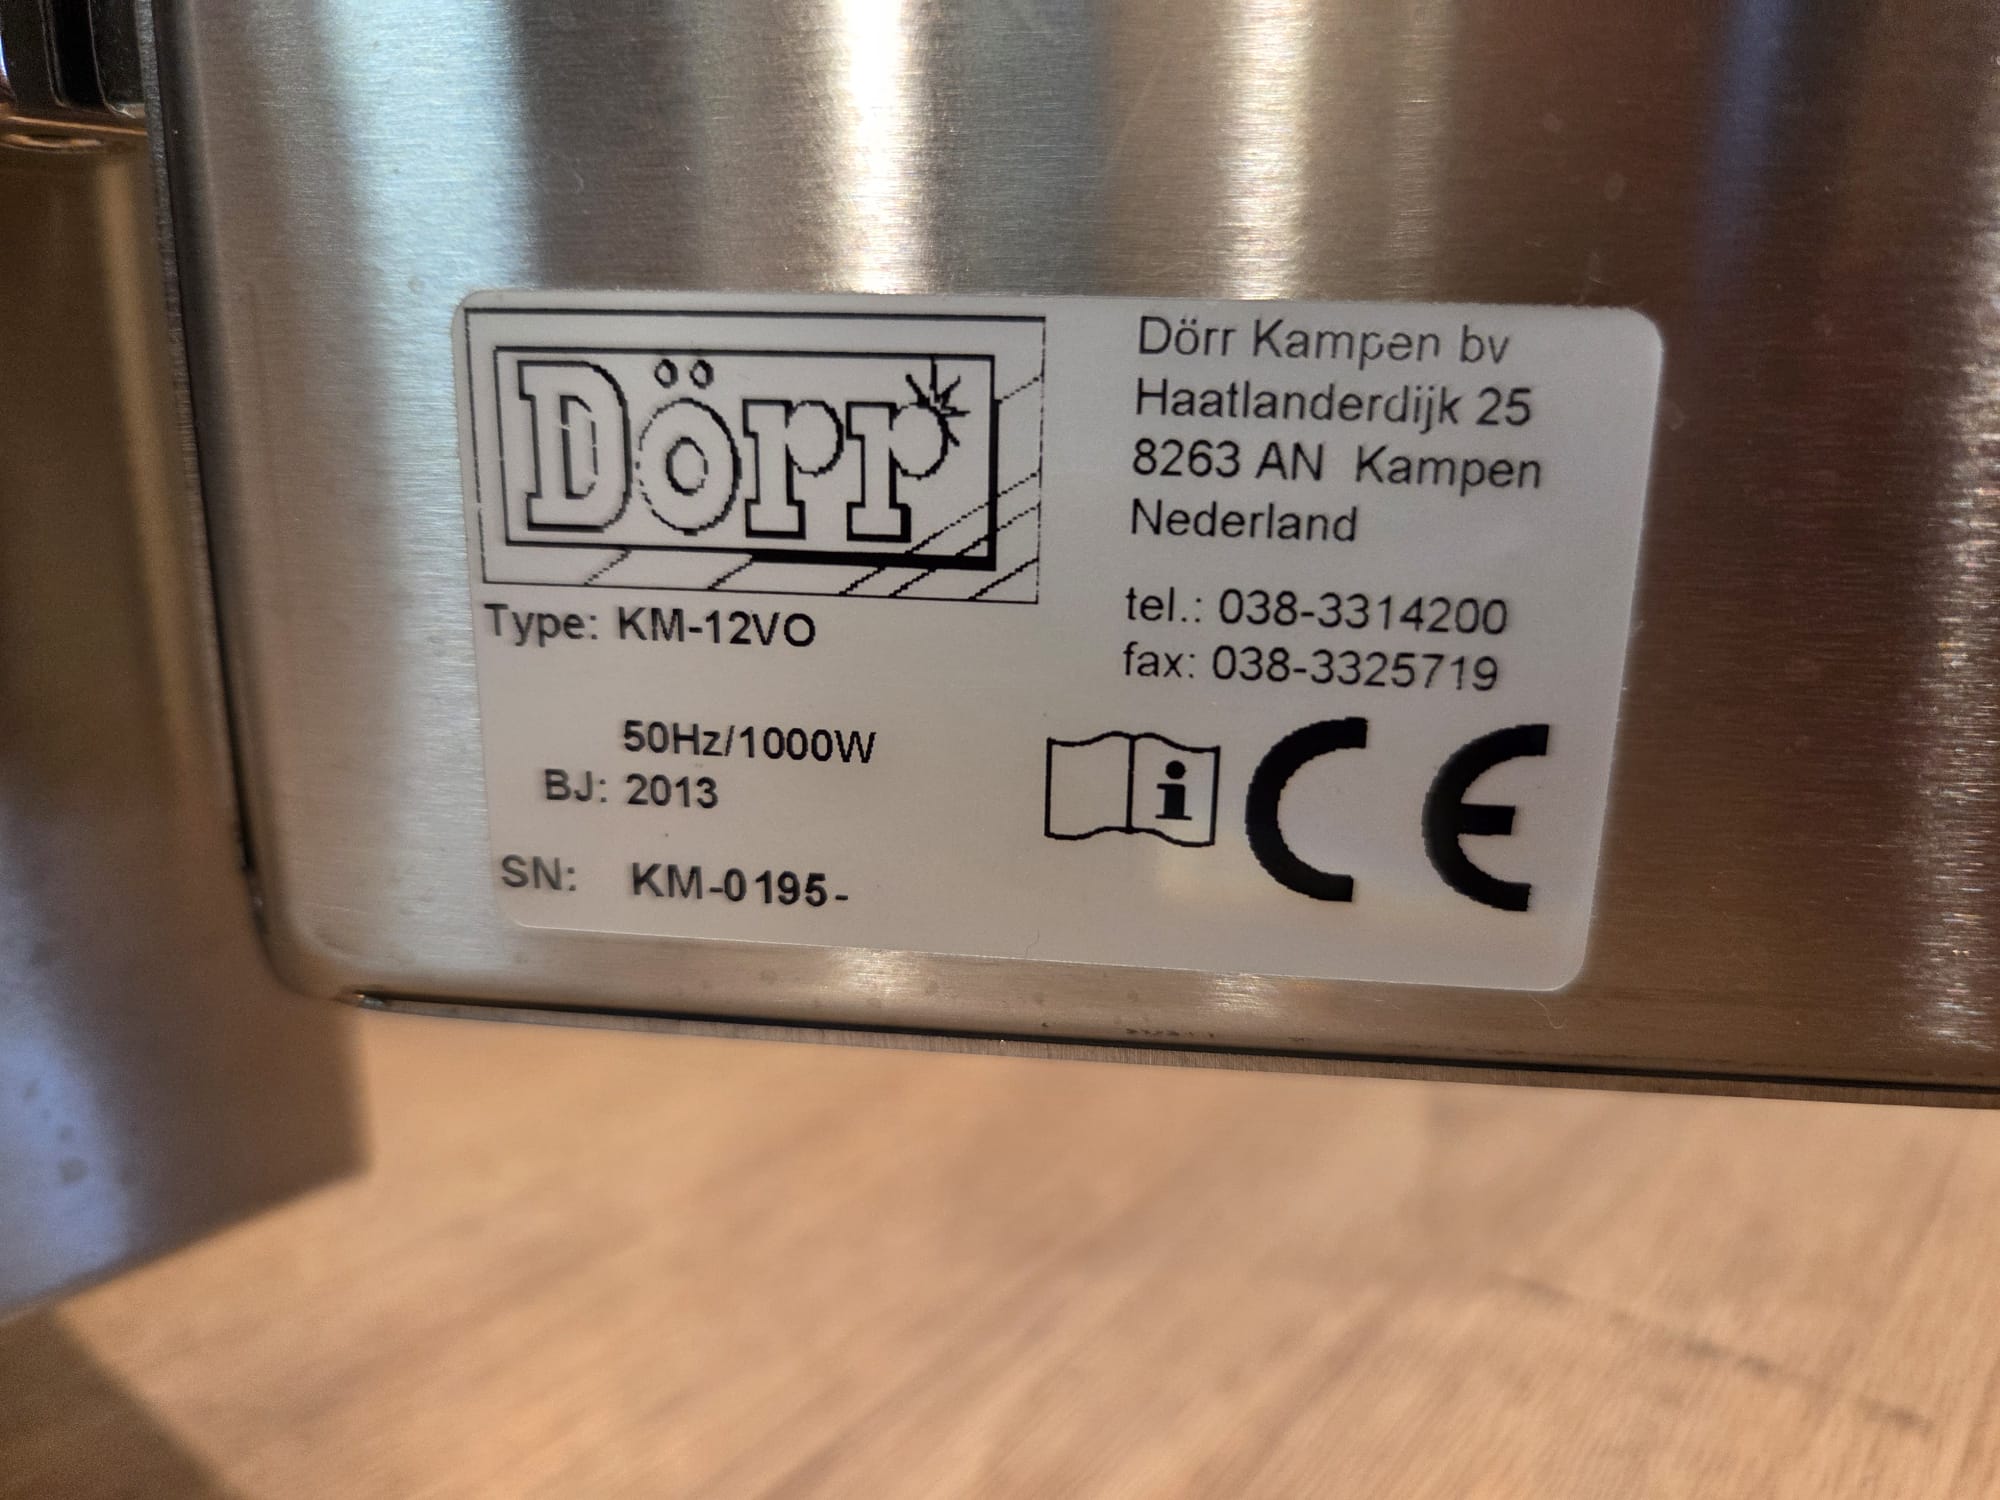 Dörr
Type: KM-12VO
50Hz/1000W
BJ: 2013
SN: KM-0195-
Dörr Kampen bv
Haatlanderdijk 25
8263 AN Kampen
Nederland
tel.: 038-3314200
fax: 038-3325719
i
CE